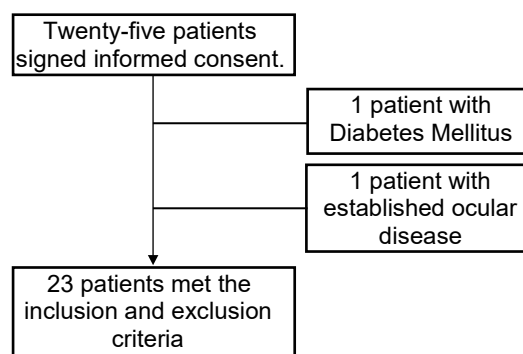 Twenty-five patients
signed informed consent.
1 patient with
Diabetes Mellitus
1 patient with
established ocular
disease
23 patients met the
inclusion and exclusion
criteria